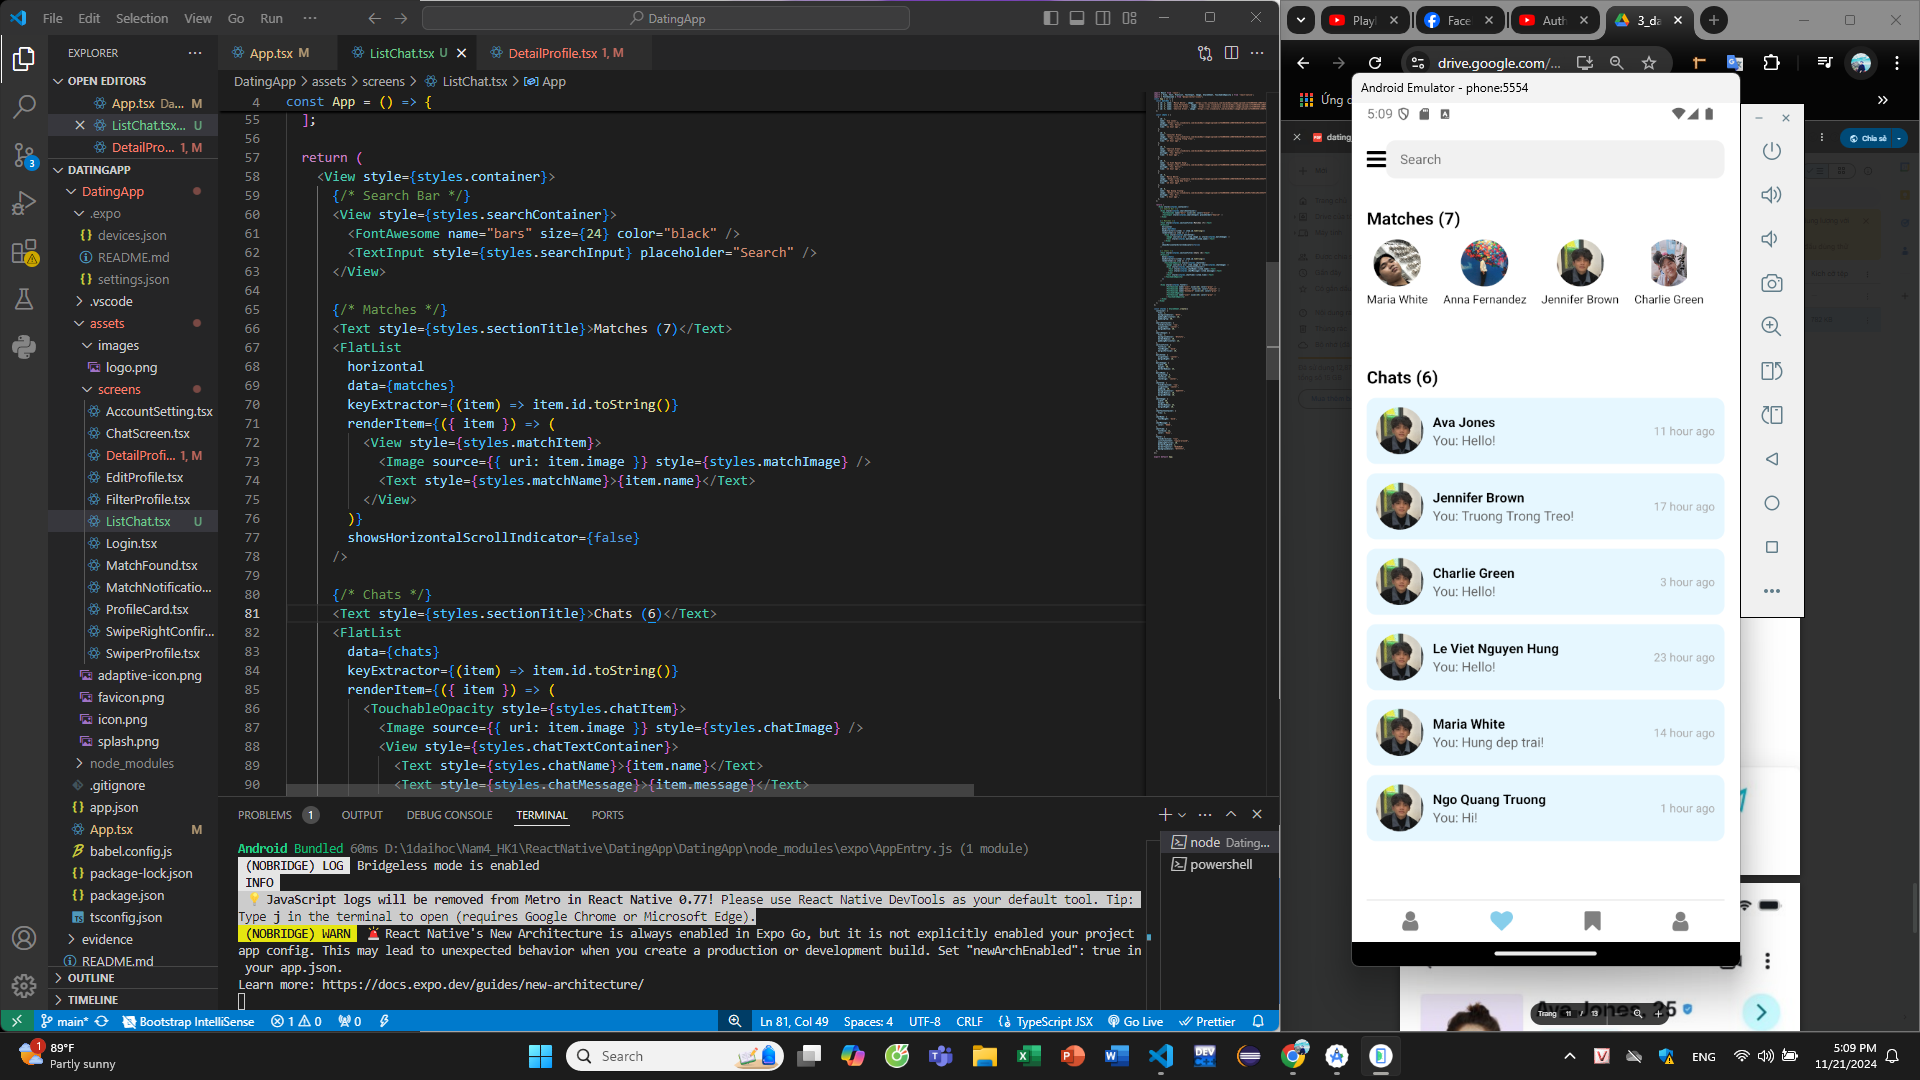 File Edit Selection View Go Run ···
DatingApp
EXPLORER
OPEN EDITORS
App.tsx Da... M
ListChat.tsx... U
DetailPro... 1, M
DATINGAPP
DatingApp
.expo
devices.json
README.md
settings.json
.vscode
assets
images
logo.png
screens
AccountSetting.tsx
ChatScreen.tsx
DetailProfi... 1, M
EditProfile.tsx
FilterProfile.tsx
ListChat.tsx U
Login.tsx
MatchFound.tsx
MatchNotificatio...
ProfileCard.tsx
SwipeRightConfir...
SwiperProfile.tsx
adaptive-icon.png
favicon.png
icon.png
splash.png
node_modules
.gitignore
app.json
App.tsx M
babel.config.js
package-lock.json
package.json
tsconfig.json
evidence
README.md
OUTLINE
TIMELINE
3
App.tsx M
ListChat.tsx U
DetailProfile.tsx 1, M
DatingApp > assets > screens > ListChat.tsx > App
4 const App = () => {
55 ];
56
57 return (
58 <View style={styles.container}>
59 {/* Search Bar */}
60 <View style={styles.searchContainer}>
61 <FontAwesome name="bars" size={24} color="black" />
62 <TextInput style={styles.searchInput} placeholder="Search" />
63 </View>
64
65 {/* Matches */}
66 <Text style={styles.sectionTitle}>Matches (7)</Text>
67 <FlatList
68 horizontal
69 data={matches}
70 keyExtractor={(item) => item.id.toString()}
71 renderItem={({ item }) => (
72 <View style={styles.matchItem}>
73 <Image source={{ uri: item.image }} style={styles.matchImage} />
74 <Text style={styles.matchName}>{item.name}</Text>
75 </View>
76 )}
77 showsHorizontalScrollIndicator={false}
78 />
79
80 {/* Chats */}
81 <Text style={styles.sectionTitle}>Chats (6)</Text>
82 <FlatList
83 data={chats}
84 keyExtractor={(item) => item.id.toString()}
85 renderItem={({ item }) => (
86 <TouchableOpacity style={styles.chatItem}>
87 <Image source={{ uri: item.image }} style={styles.chatImage} />
88 <View style={styles.chatTextContainer}>
89 <Text style={styles.chatName}>{item.name}</Text>
90 <Text style={styles.chatMessage}>{item.message}</Text>
PROBLEMS 1 OUTPUT DEBUG CONSOLE TERMINAL PORTS
Android Bundled 60ms D:\1daihoc\Nam4_HK1\ReactNative\DatingApp\DatingApp\node_modules\expo\AppEntry.js (1 module)
(NOBRIDGE) LOG Bridgeless mode is enabled
INFO
💡 JavaScript logs will be removed from Metro in React Native 0.77! Please use React Native DevTools as your default tool. Tip:
Type j in the terminal to open (requires Google Chrome or Microsoft Edge).
(NOBRIDGE) WARN 🚨 React Native's New Architecture is always enabled in Expo Go, but it is not explicitly enabled your project
app config. This may lead to unexpected behavior when you create a production or development build. Set "newArchEnabled": true in
your app.json.
Learn more: https://docs.expo.dev/guides/new-architecture/
node Dating...
powershell
main* Bootstrap IntelliSense 1 0 0 Ln 81, Col 49 Spaces: 4 UTF-8 CRLF TypeScript JSX Go Live Prettier
Playl Face Auth 3_da
drive.google.com/...
Ứng d
Chia sẻ
Android Emulator - phone:5554
5:09
Search
Matches (7)
Maria White Anna Fernandez Jennifer Brown Charlie Green
Chats (6)
Ava Jones
You: Hello!
11 hour ago
Jennifer Brown
You: Truong Trong Treo!
17 hour ago
Charlie Green
You: Hello!
3 hour ago
Le Viet Nguyen Hung
You: Hello!
23 hour ago
Maria White
You: Hung dep trai!
14 hour ago
Ngo Quang Truong
You: Hi!
1 hour ago
Ava Jones, 25
Trang 11 / 13
1
89°F
Partly sunny
Search
ENG
5:09 PM
11/21/2024